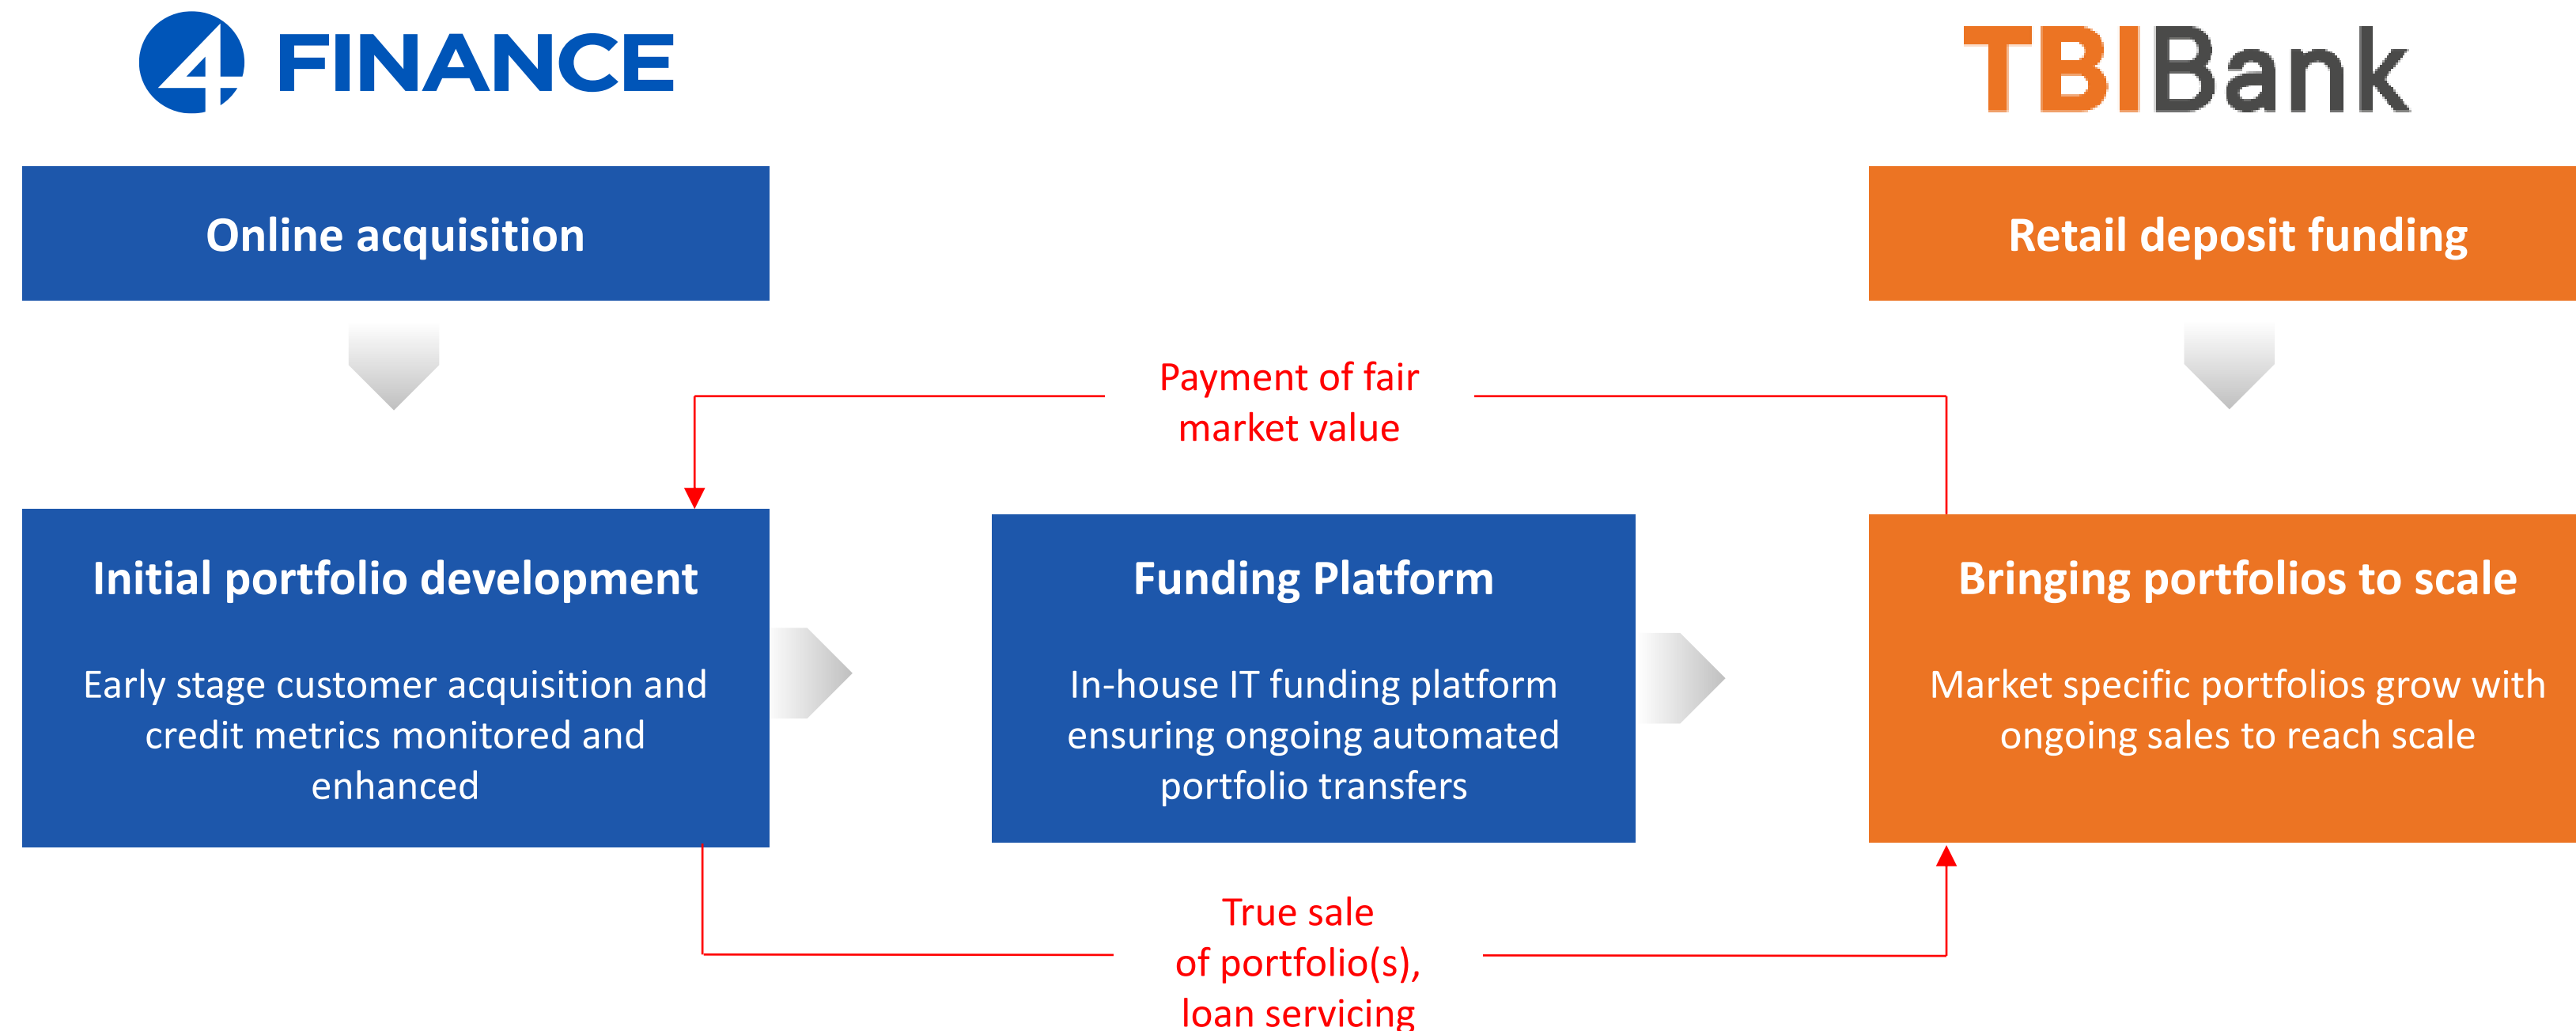 4 FINANCE
TBIBank
Online acquisition
Retail deposit funding
Payment of fair
market value
Initial portfolio development
Early stage customer acquisition and
credit metrics monitored and
enhanced
Funding Platform
In-house IT funding platform
ensuring ongoing automated
portfolio transfers
Bringing portfolios to scale
Market specific portfolios grow with
ongoing sales to reach scale
True sale
of portfolio(s),
loan servicing